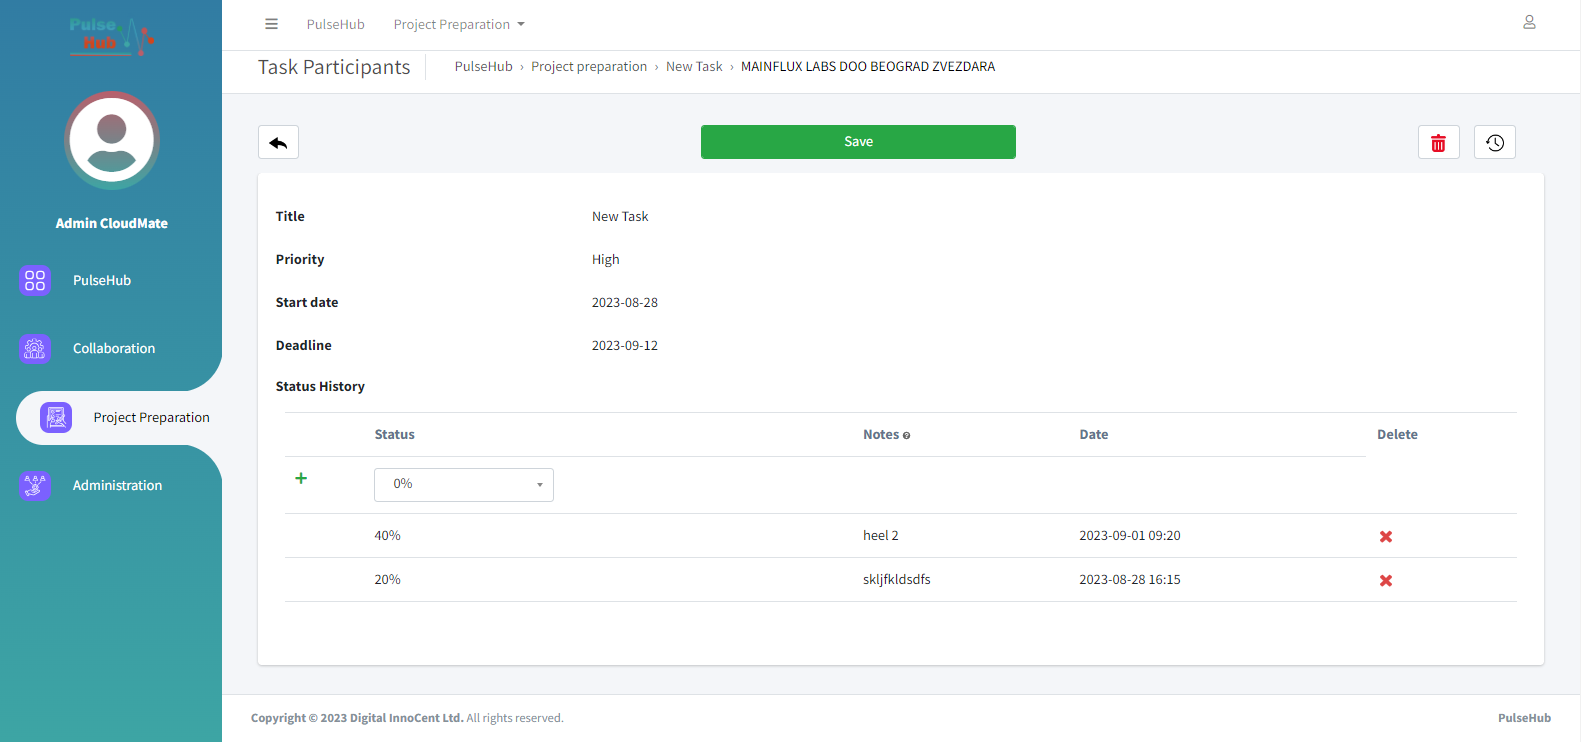 Pulse
Hub
PulseHub
Project Preparation
Task Participants
PulseHub › Project preparation › New Task › MAINFLUX LABS DOO BEOGRAD ZVEZDARA
Admin CloudMate
PulseHub
Collaboration
Project Preparation
Administration
Save
Title New Task
Priority High
Start date 2023-08-28
Deadline 2023-09-12
Status History
Status Notes Date Delete
0%
40% heel 2 2023-09-01 09:20
20% skljfkldsdfs 2023-08-28 16:15
Copyright © 2023 Digital InnoCent Ltd. All rights reserved.
PulseHub